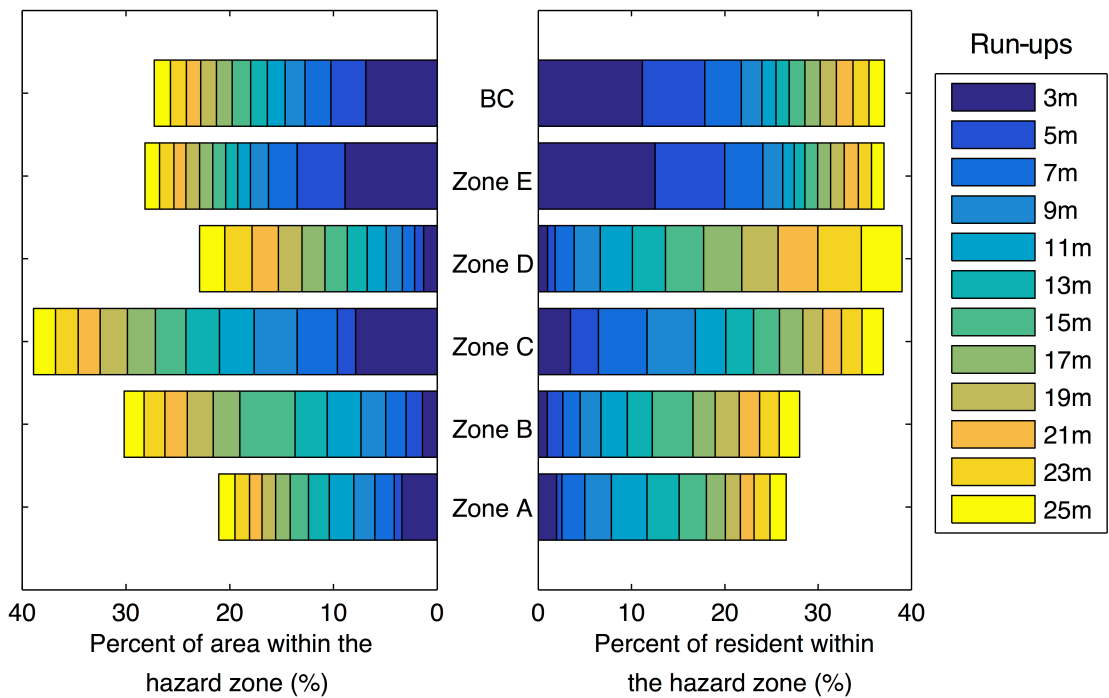 Run-ups
3m
5m
7m
9m
11m
13m
15m
17m
19m
21m
23m
25m
BC
Zone E
Zone D
Zone C
Zone B
Zone A
40 30 20 10 0
0 10 20 30 40
Percent of area within the
hazard zone (%)
Percent of resident within
the hazard zone (%)